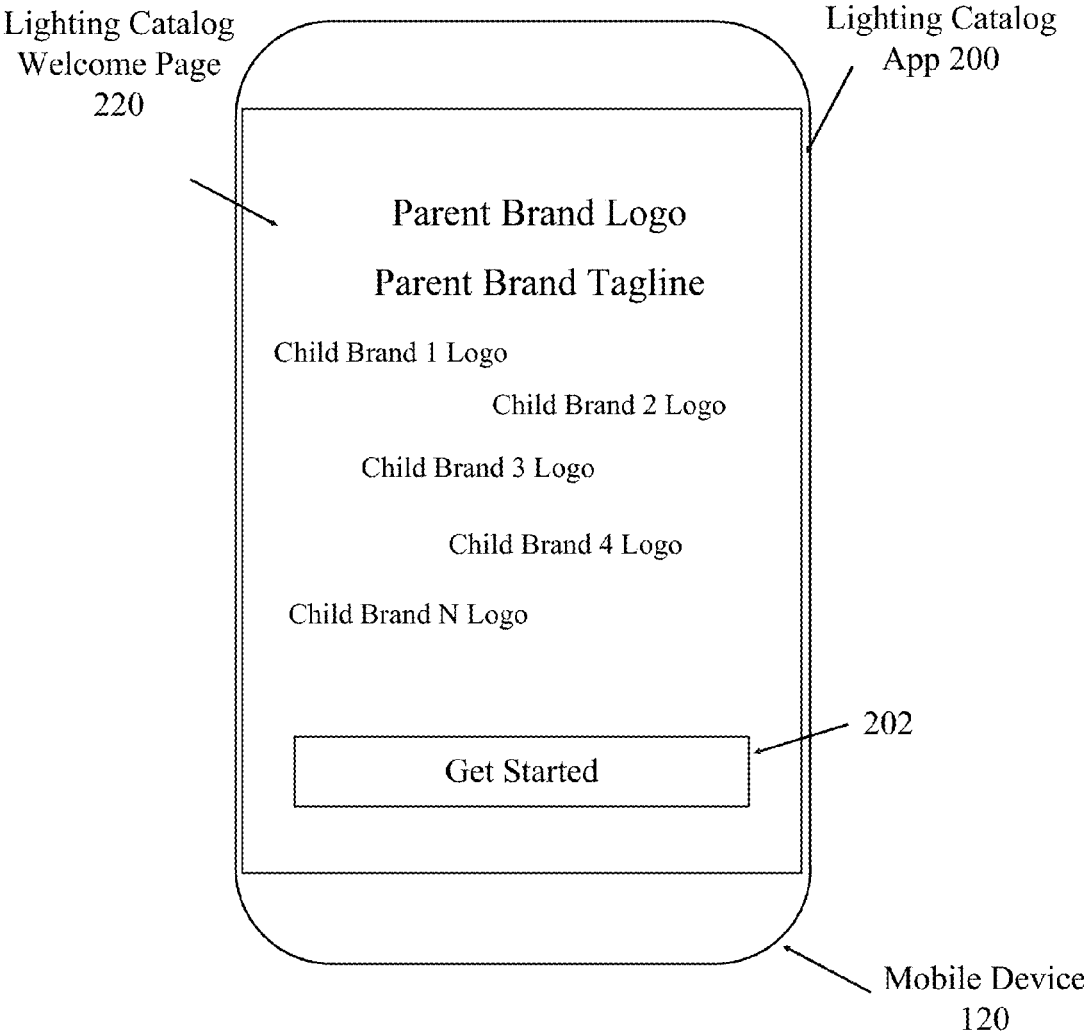 Lighting Catalog
Welcome Page
220
Lighting Catalog
App 200
Parent Brand Logo
Parent Brand Tagline
Child Brand 1 Logo
Child Brand 2 Logo
Child Brand 3 Logo
Child Brand 4 Logo
Child Brand N Logo
202
Get Started
Mobile Device
120